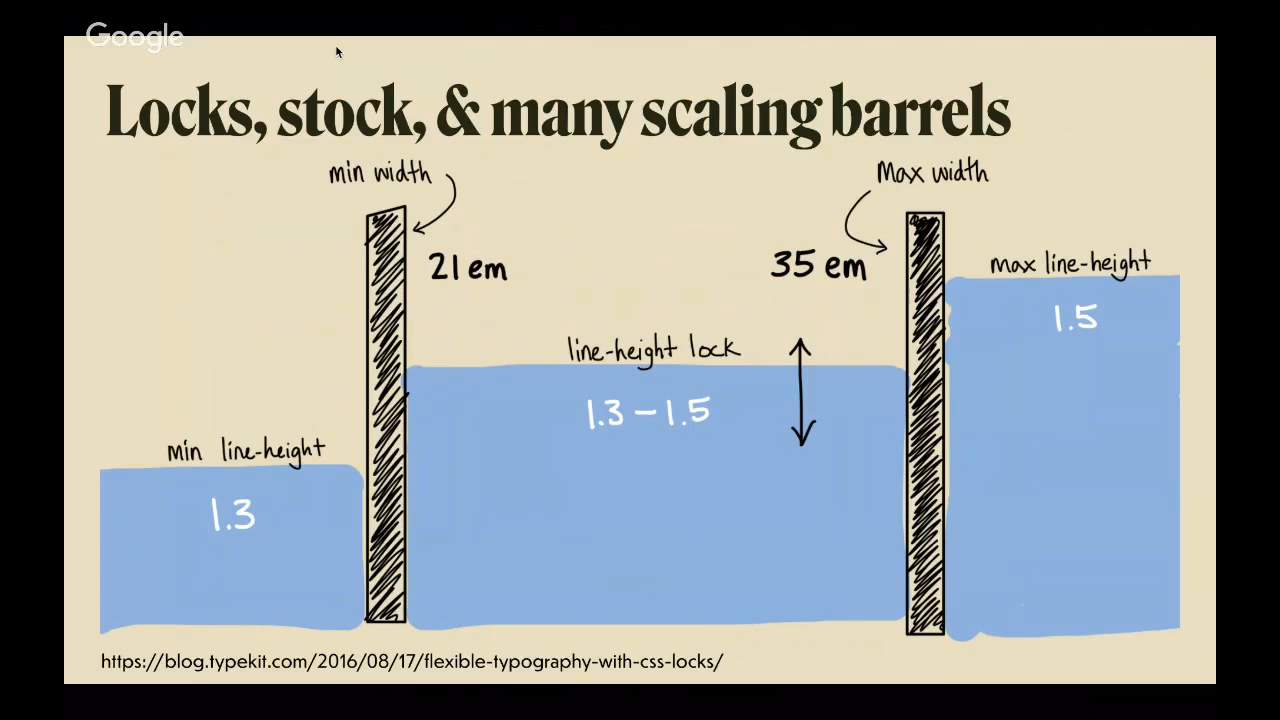 Google
Locks, stock, & many scaling barrels
min width
Max width
21 em
35 em
max line-height
1.5
line-height lock
1.3 – 1.5
min line-height
1.3
https://blog.typekit.com/2016/08/17/flexible-typography-with-css-locks/